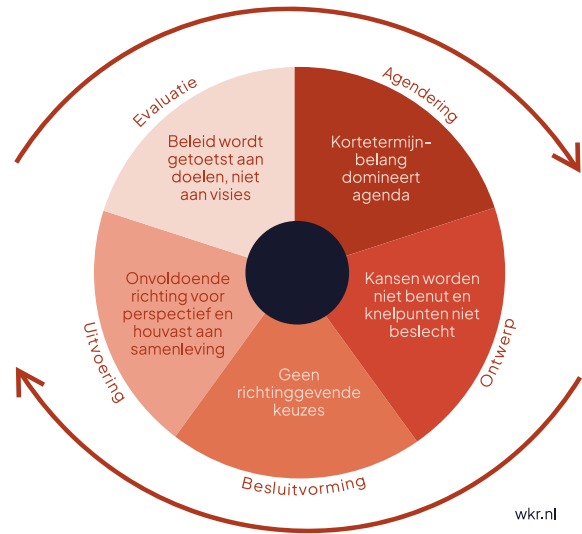 Agendering
Kortetermijn-
belang
domineert
agenda
Ontwerp
Kansen worden
niet benut en
knelpunten niet
beslecht
Besluitvorming
Geen
richtinggevende
keuzes
Uitvoering
Onvoldoende
richting voor
perspectief en
houvast aan
samenleving
Evaluatie
Beleid wordt
getoetst aan
doelen, niet
aan visies
wkr.nl